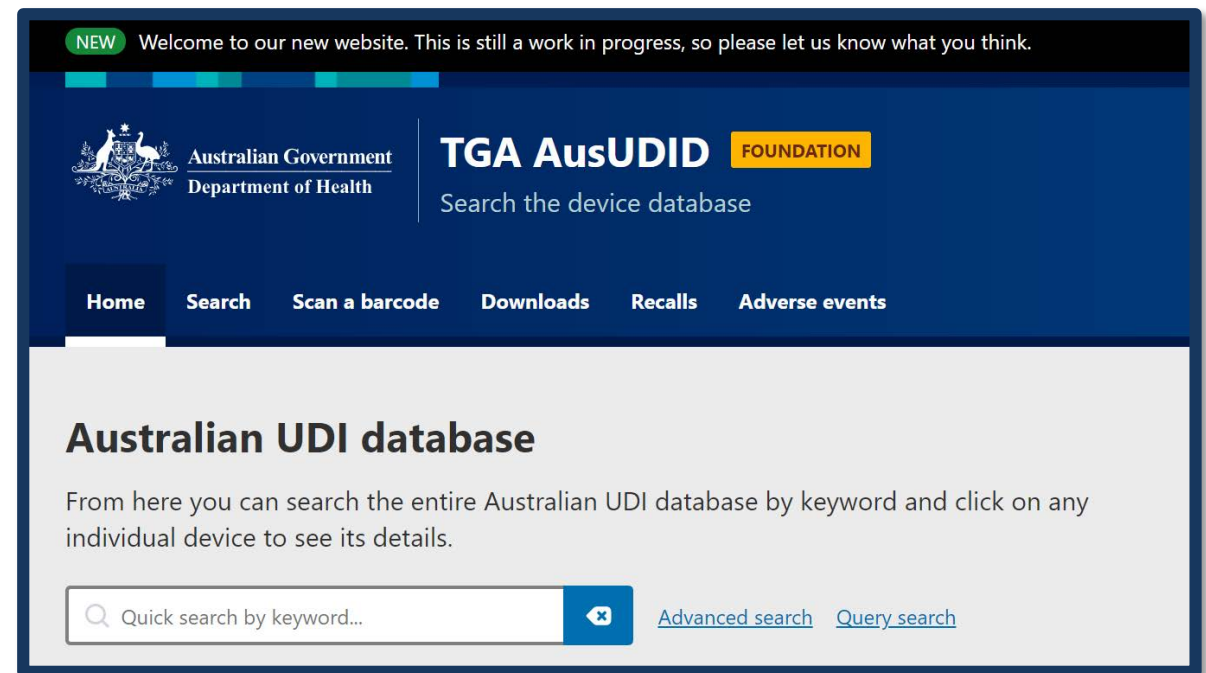 NEW Welcome to our new website. This is still a work in progress, so please let us know what you think.
Australian Government
Department of Health
TGA AusUDID FOUNDATION
Search the device database
Home Search Scan a barcode Downloads Recalls Adverse events
Australian UDI database
From here you can search the entire Australian UDI database by keyword and click on any
individual device to see its details.
Quick search by keyword... Advanced search Query search